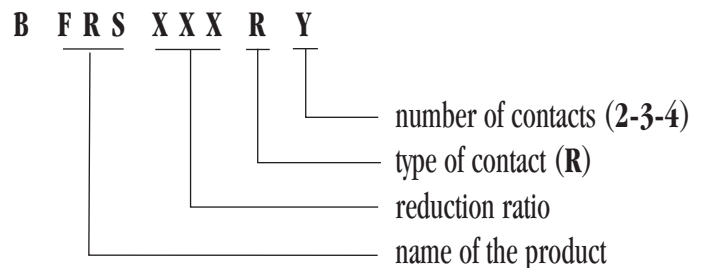 B FRS XXX R Y
number of contacts (2-3-4)
type of contact (R)
reduction ratio
name of the product